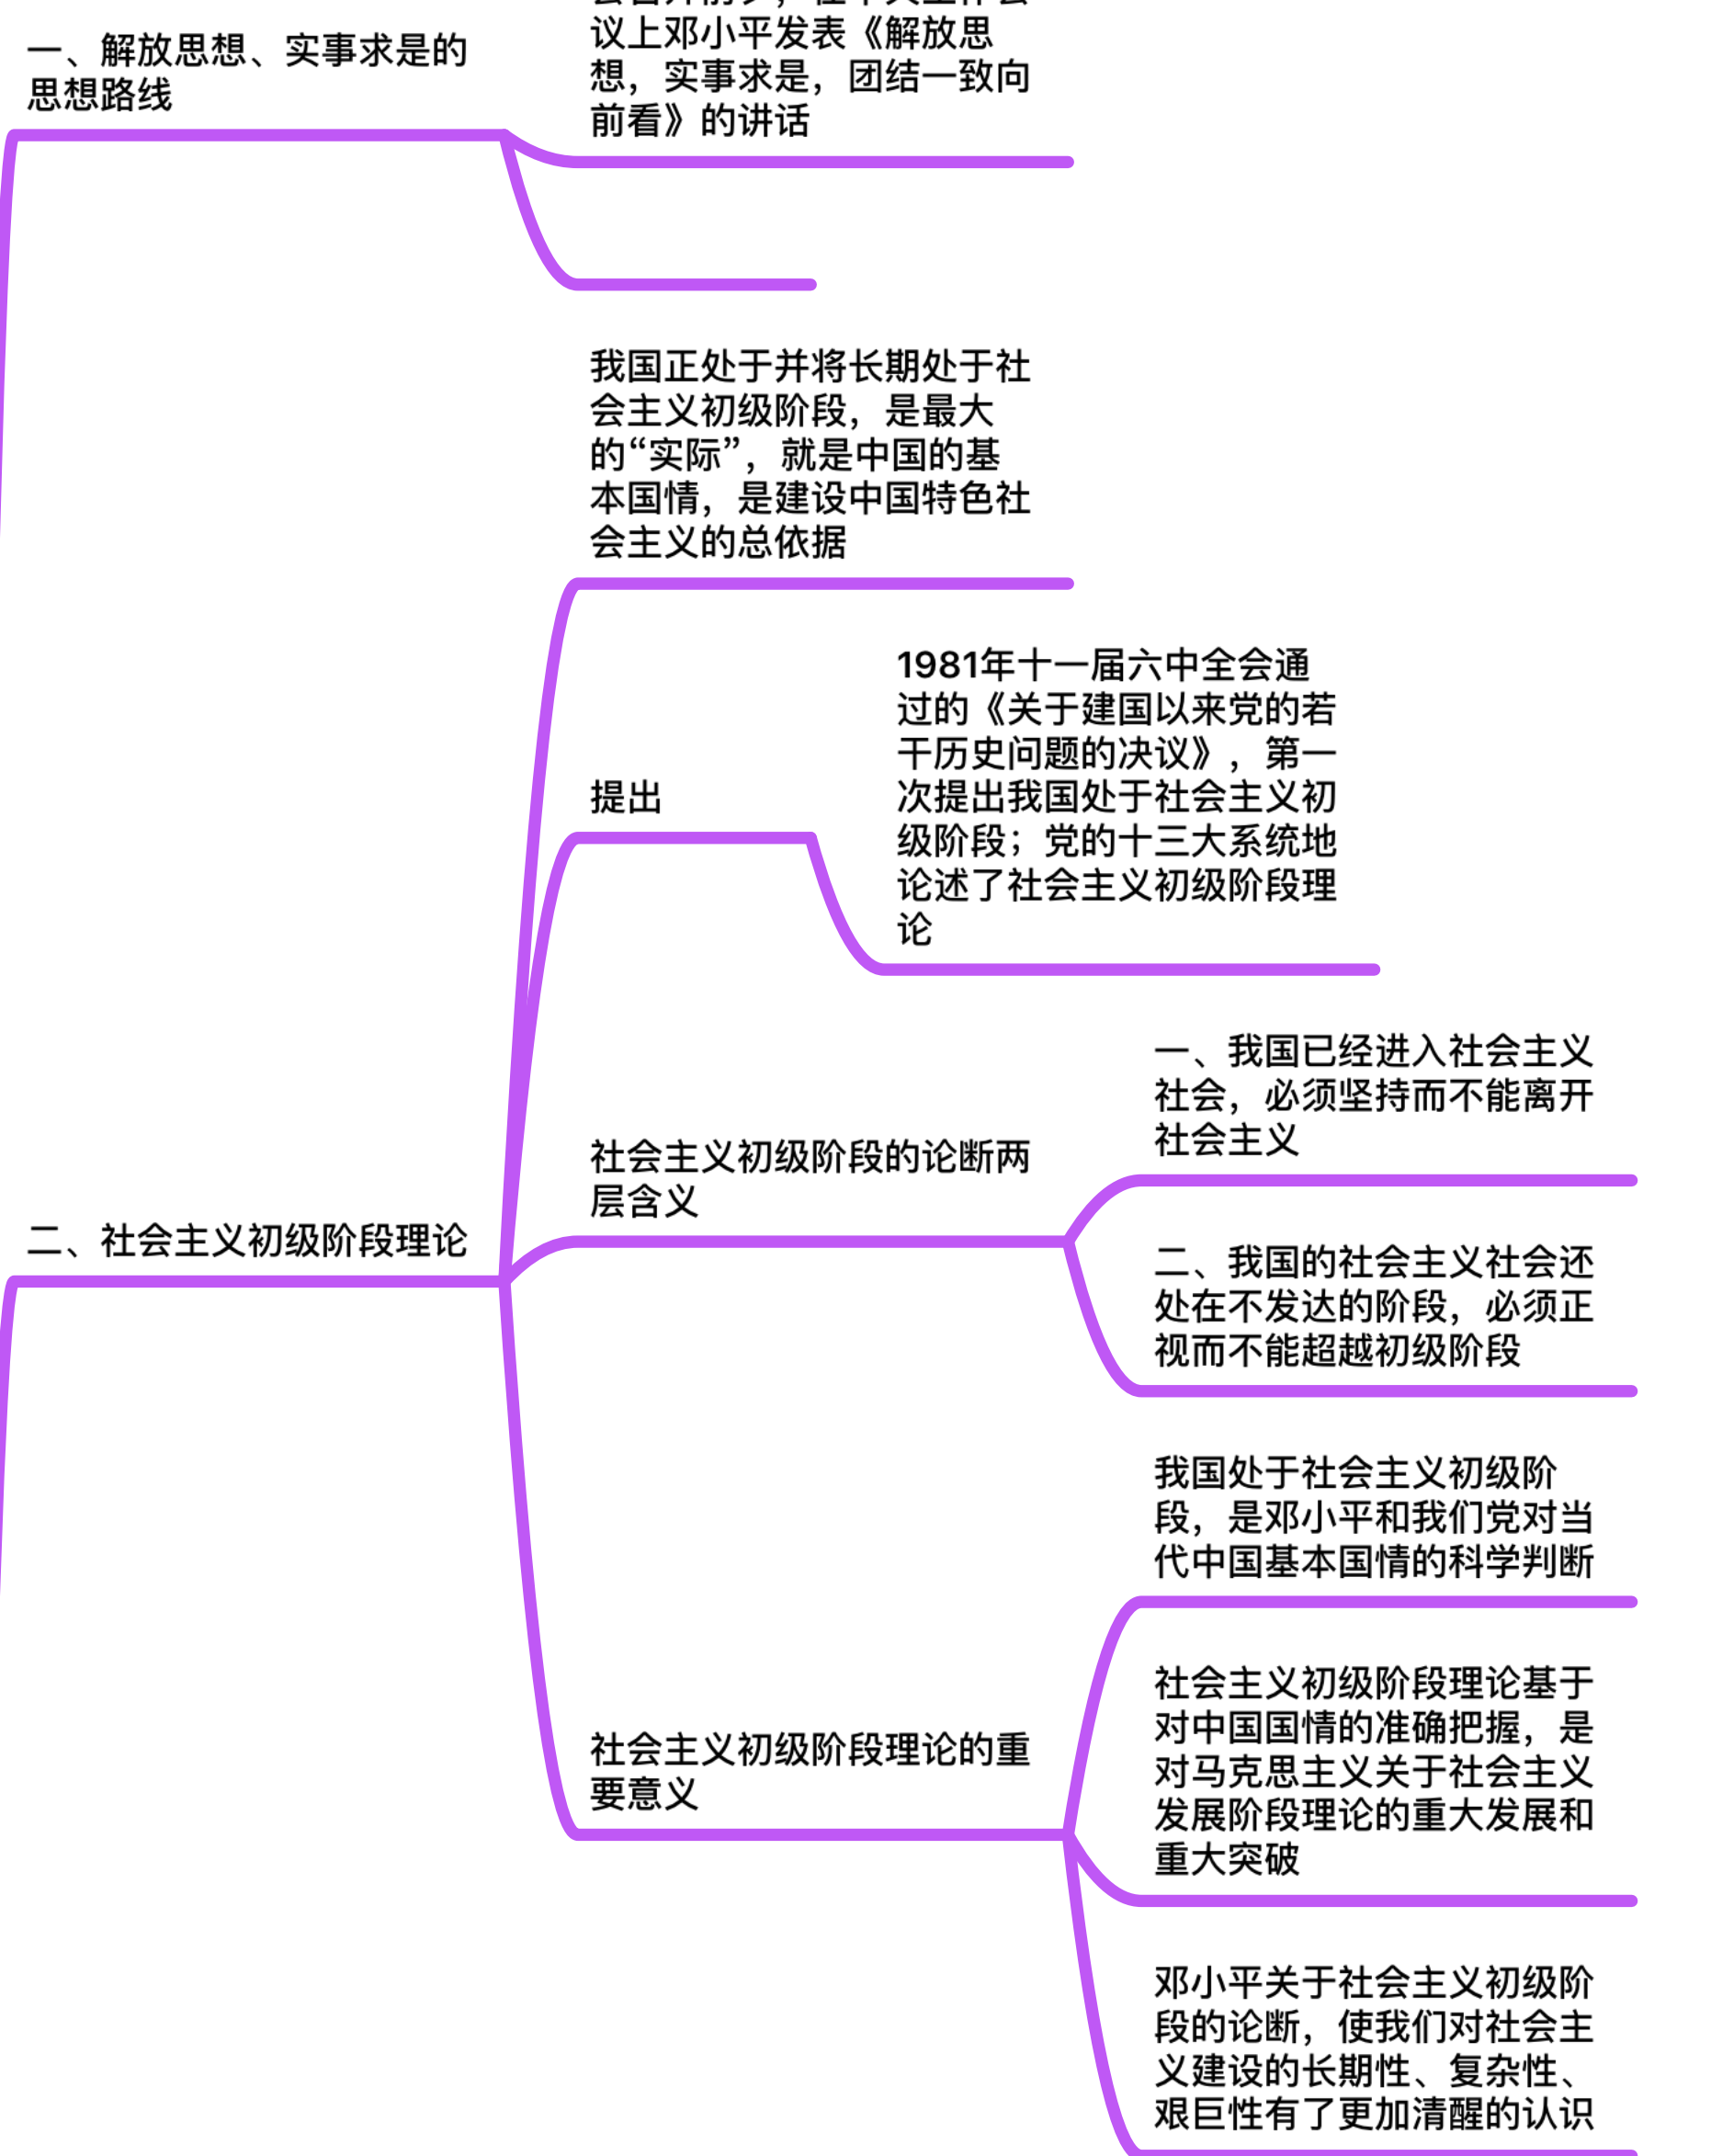 一、解放思想、实事求是的
思想路线
议上邓小平发表《解放思
想，实事求是，团结一致向
前看》的讲话
我国正处于并将长期处于社
会主义初级阶段，是最大
的“实际”，就是中国的基
本国情，是建设中国特色社
会主义的总依据
提出
1981年十一届六中全会通
过的《关于建国以来党的若
干历史问题的决议》，第一
次提出我国处于社会主义初
级阶段；党的十三大系统地
论述了社会主义初级阶段理
论
二、社会主义初级阶段理论
社会主义初级阶段的论断两
层含义
一、我国已经进入社会主义
社会，必须坚持而不能离开
社会主义
二、我国的社会主义社会还
处在不发达的阶段，必须正
视而不能超越初级阶段
社会主义初级阶段理论的重
要意义
我国处于社会主义初级阶
段，是邓小平和我们党对当
代中国基本国情的科学判断
社会主义初级阶段理论基于
对中国国情的准确把握，是
对马克思主义关于社会主义
发展阶段理论的重大发展和
重大突破
邓小平关于社会主义初级阶
段的论断，使我们对社会主
义建设的长期性、复杂性、
艰巨性有了更加清醒的认识